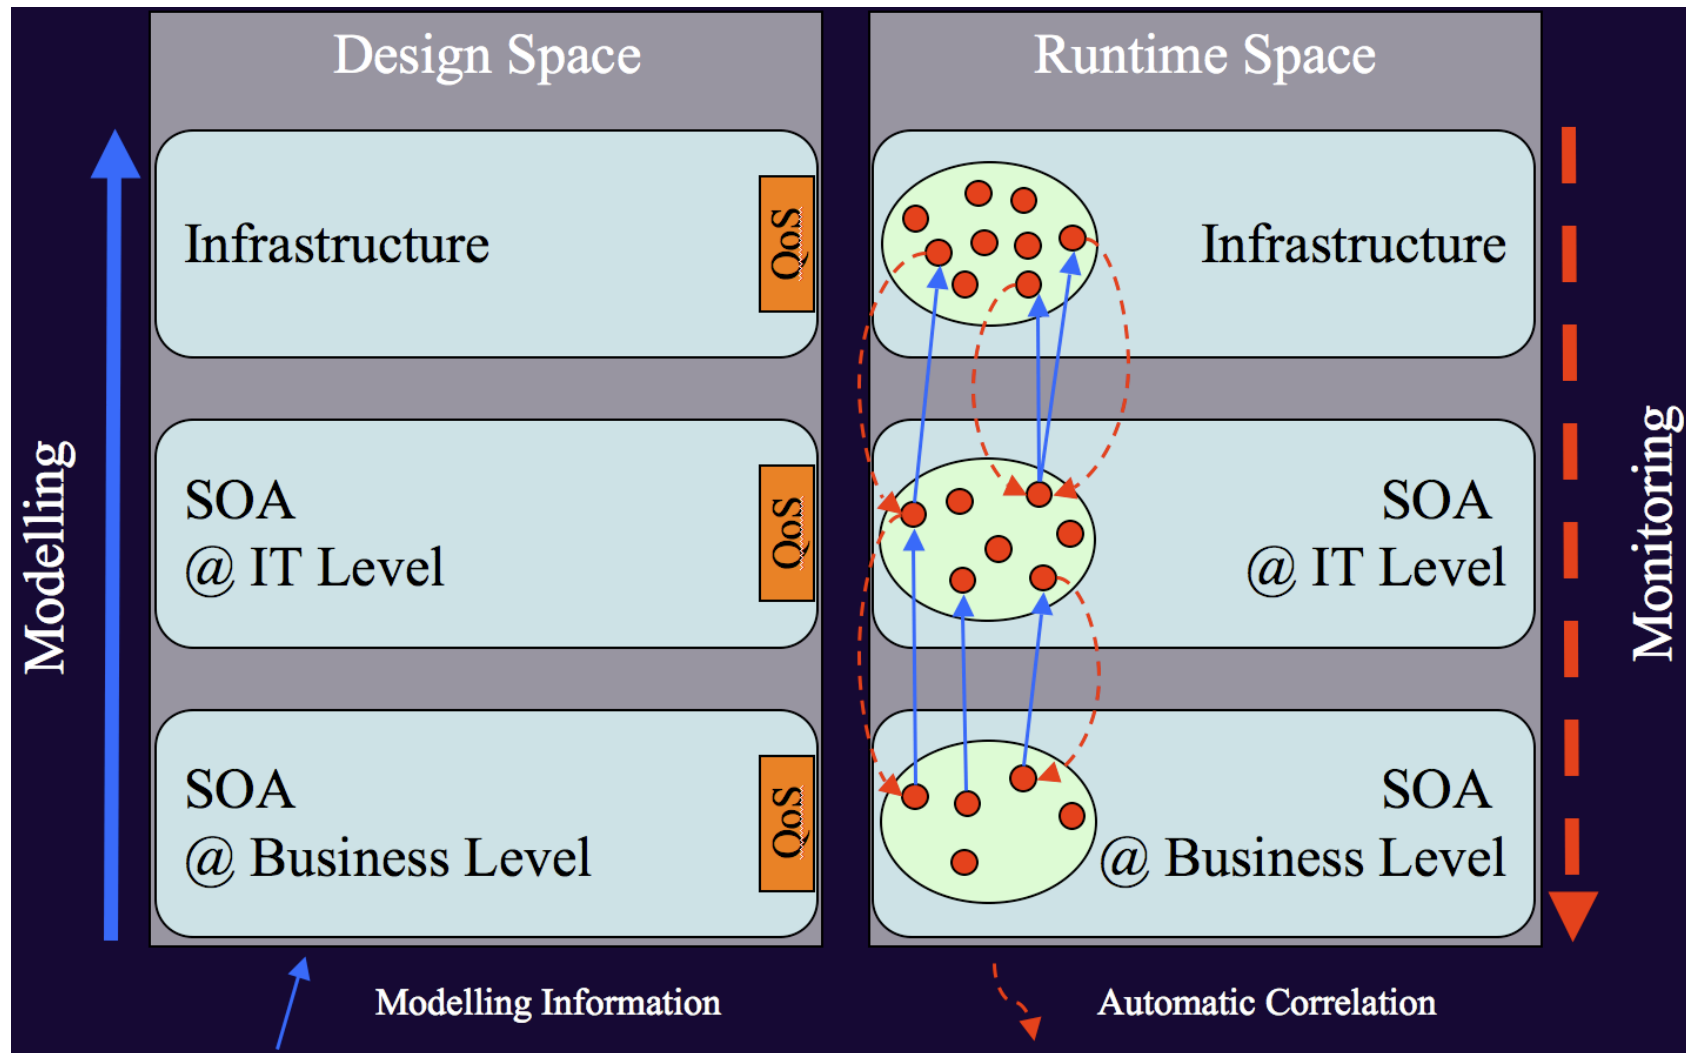 Design Space
Runtime Space
Modelling
Infrastructure
QoS
Infrastructure
SOA
@ IT Level
QoS
SOA
@ IT Level
SOA
@ Business Level
QoS
SOA
@ Business Level
Monitoring
Modelling Information
Automatic Correlation